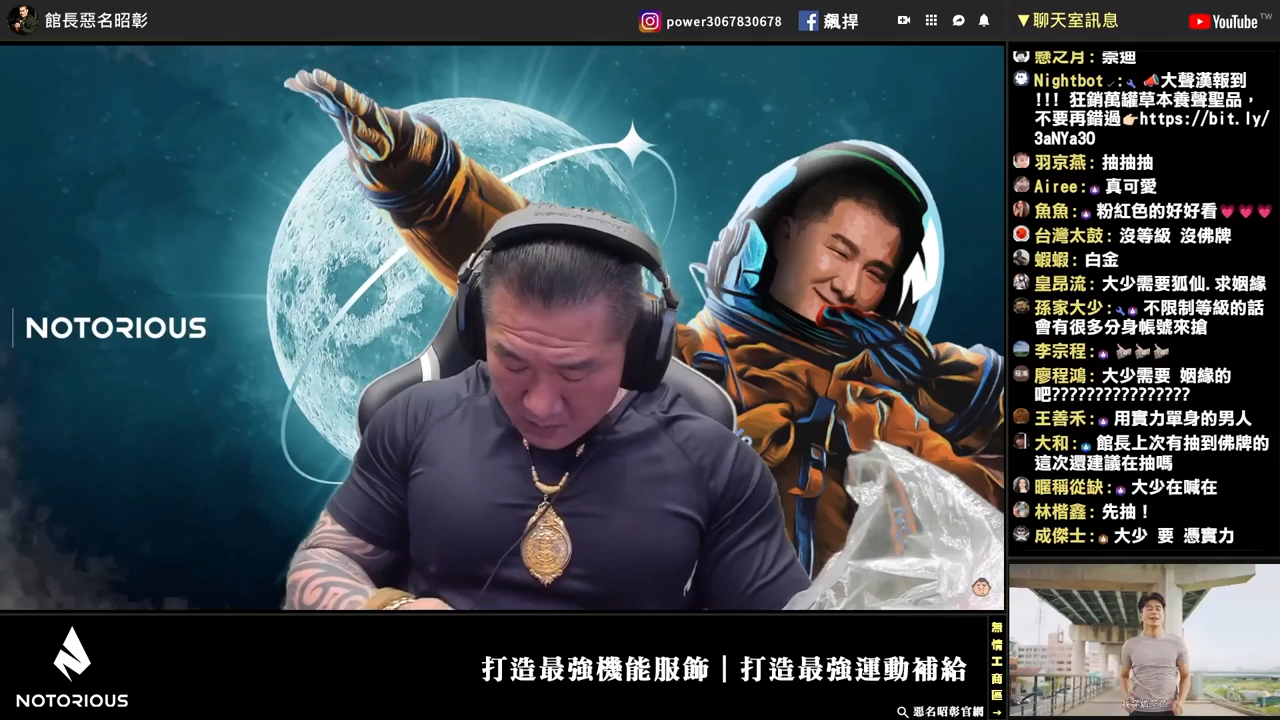 館長惡名昭彰
power3067830678
飆捍
▼聊天室訊息
YouTube TW
懸之月: 崇迪
Nightbot✓: 📣大聲漢報到
!!! 狂銷萬罐草本養聲聖品，
不要再錯過👉🏻https://bit.ly/
3aNYa3O
羽京燕: 抽抽抽
Airee: 真可愛
魚魚: 粉紅色的好好看💗💗💗
台灣太鼓: 沒等級 沒佛牌
蝦蝦: 白金
皇昂流: 大少需要狐仙.求姻緣
孫家大少: 不限制等級的話
會有很多分身帳號來搶
李宗程:
廖程鴻: 大少需要 姻緣的
吧????????????????
王善禾: 用實力單身的男人
大和: 館長上次有抽到佛牌的
這次還建議在抽嗎
暱稱從缺: 大少在喊在
林楷鑫: 先抽！
成傑士: 大少 要 憑實力
NOTORIOUS
NOTORIOUS
打造最強機能服飾｜打造最強運動補給
惡名昭彰官網
無情工商區→